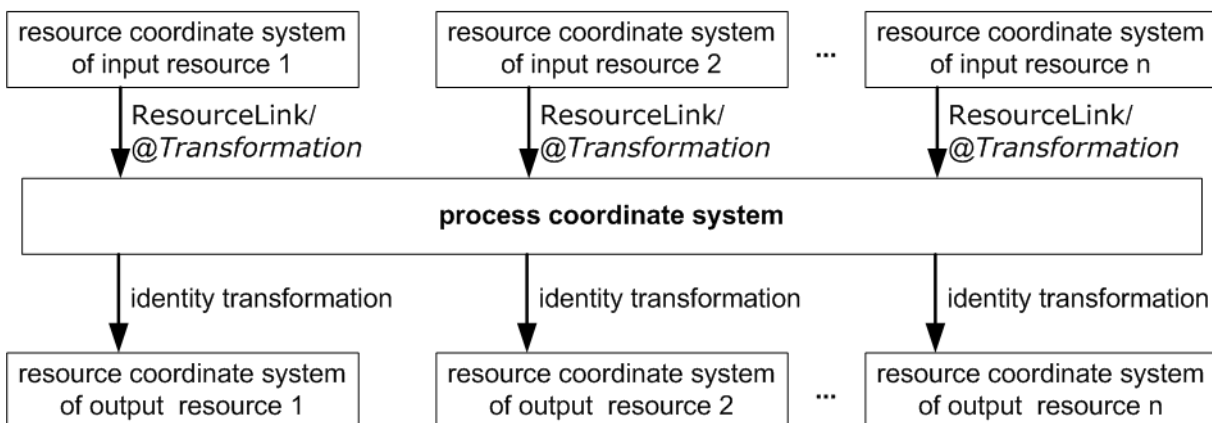 resource coordinate system
of input resource 1
resource coordinate system
of input resource 2
...
resource coordinate system
of input resource n
ResourceLink/
@Transformation
ResourceLink/
@Transformation
ResourceLink/
@Transformation
process coordinate system
identity transformation
identity transformation
identity transformation
resource coordinate system
of output resource 1
resource coordinate system
of output resource 2
...
resource coordinate system
of output resource n